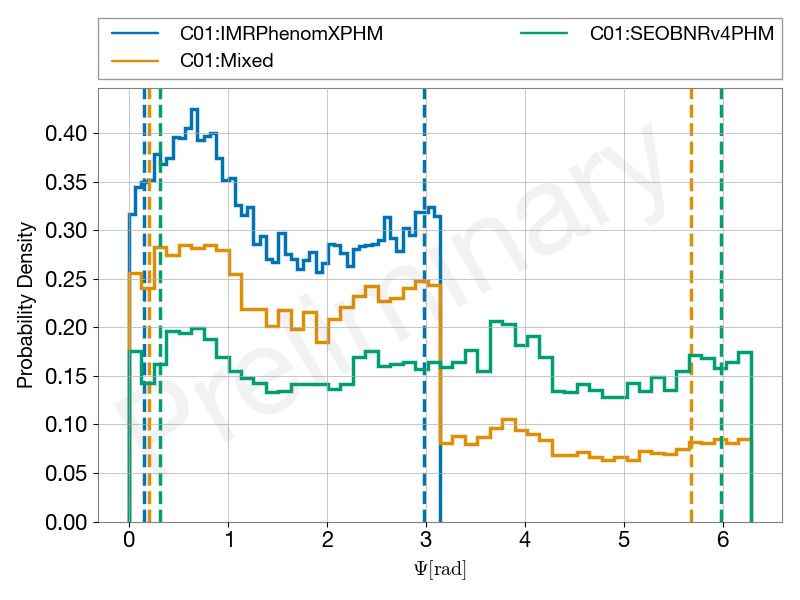 C01:IMRPhenomXPHM
C01:Mixed
C01:SEOBNRv4PHM
Preliminary
Probability Density
0.40
0.35
0.30
0.25
0.20
0.15
0.10
0.05
0.00
0 1 2 3 4 5 6
Ψ[rad]